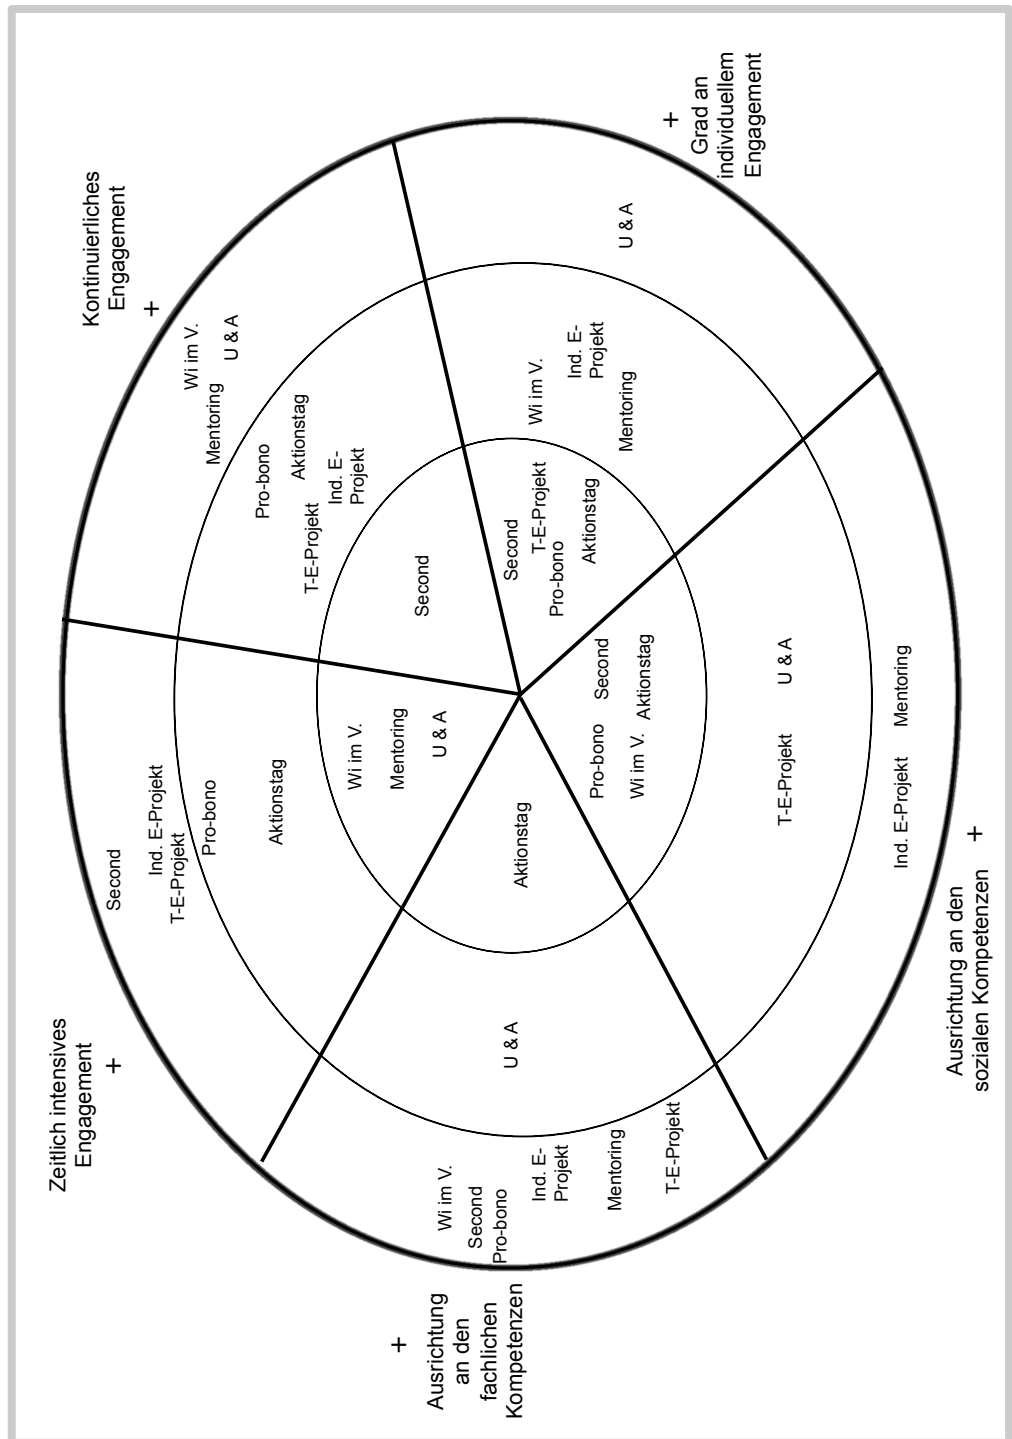 Zeitlich intensives
Engagement
+
Second
Ind. E-Projekt
T-E-Projekt
Pro-bono
Aktionstag
Wi im V.
Mentoring
U & A
Kontinuierliches
Engagement
+
Wi im V.
Mentoring
U & A
Pro-bono
Aktionstag
T-E-Projekt
Ind. E-
Projekt
Second
+
Grad an
individuellem
Engagement
U & A
Wi im V.
Ind. E-
Projekt
Mentoring
Second
T-E-Projekt
Pro-bono
Aktionstag
Pro-bono
Second
Wi im V.
Aktionstag
T-E-Projekt
U & A
Ind. E-Projekt
Mentoring
+
Ausrichtung an den
sozialen Kompetenzen
+
Ausrichtung
an den
fachlichen
Kompetenzen
Wi im V.
Second
Pro-bono
Ind. E-
Projekt
Mentoring
T-E-Projekt
U & A
Aktionstag